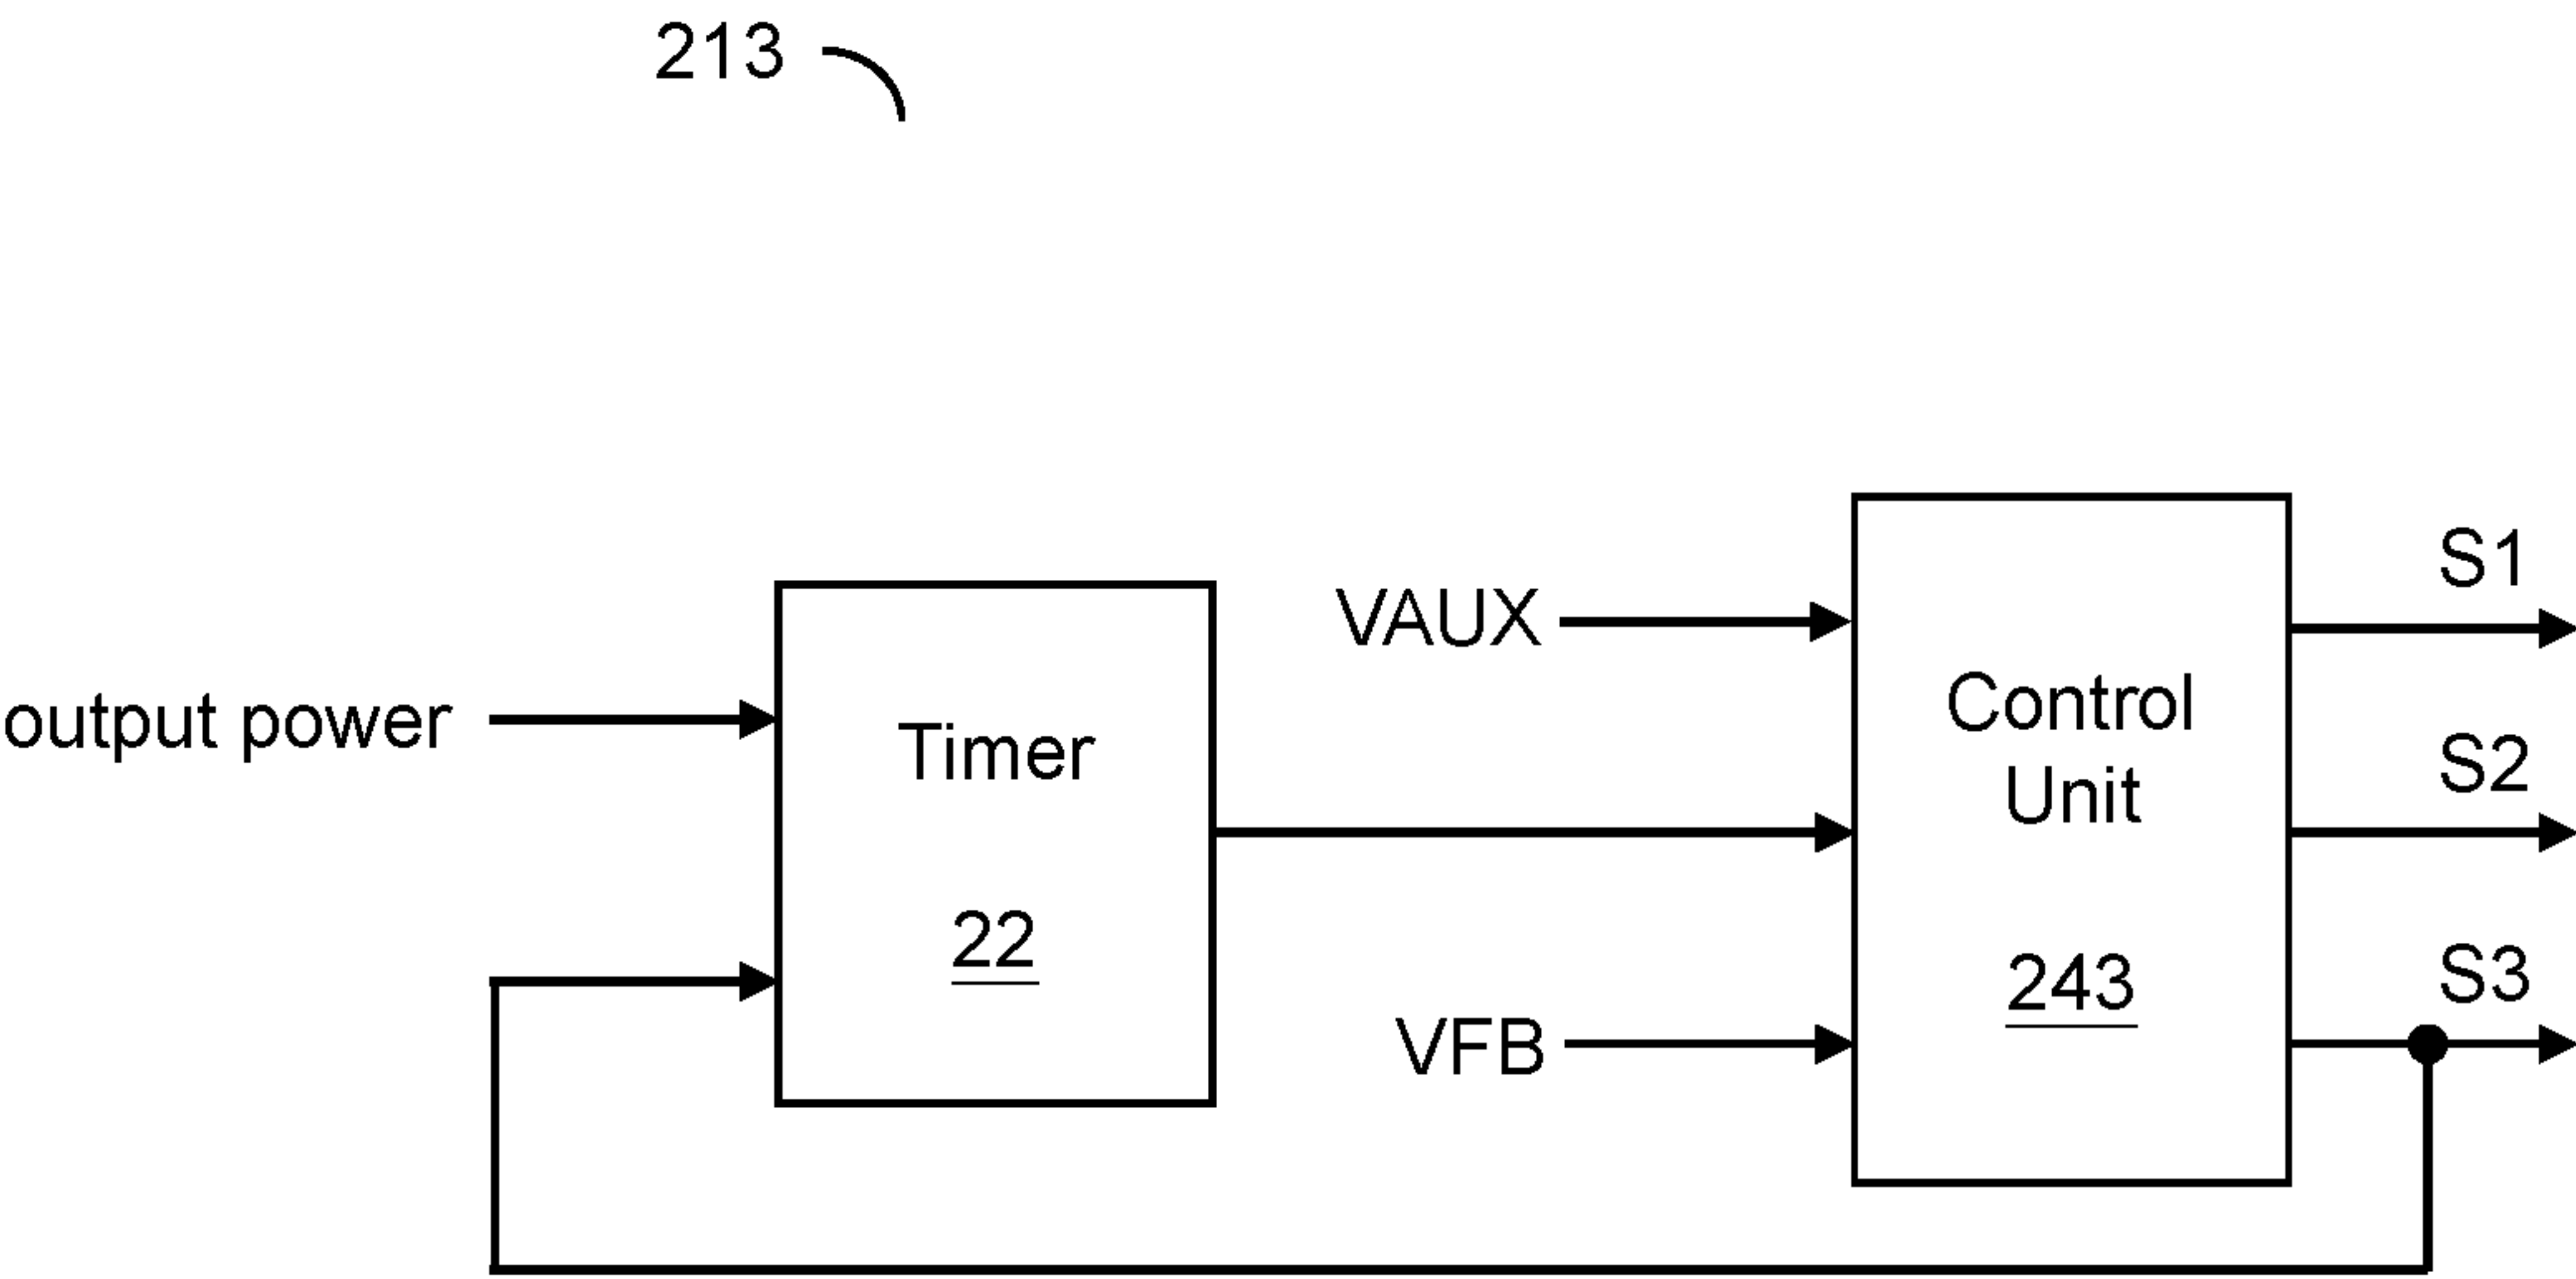 213
output power
Timer
22
VAUX
VFB
Control
Unit
243
S1
S2
S3